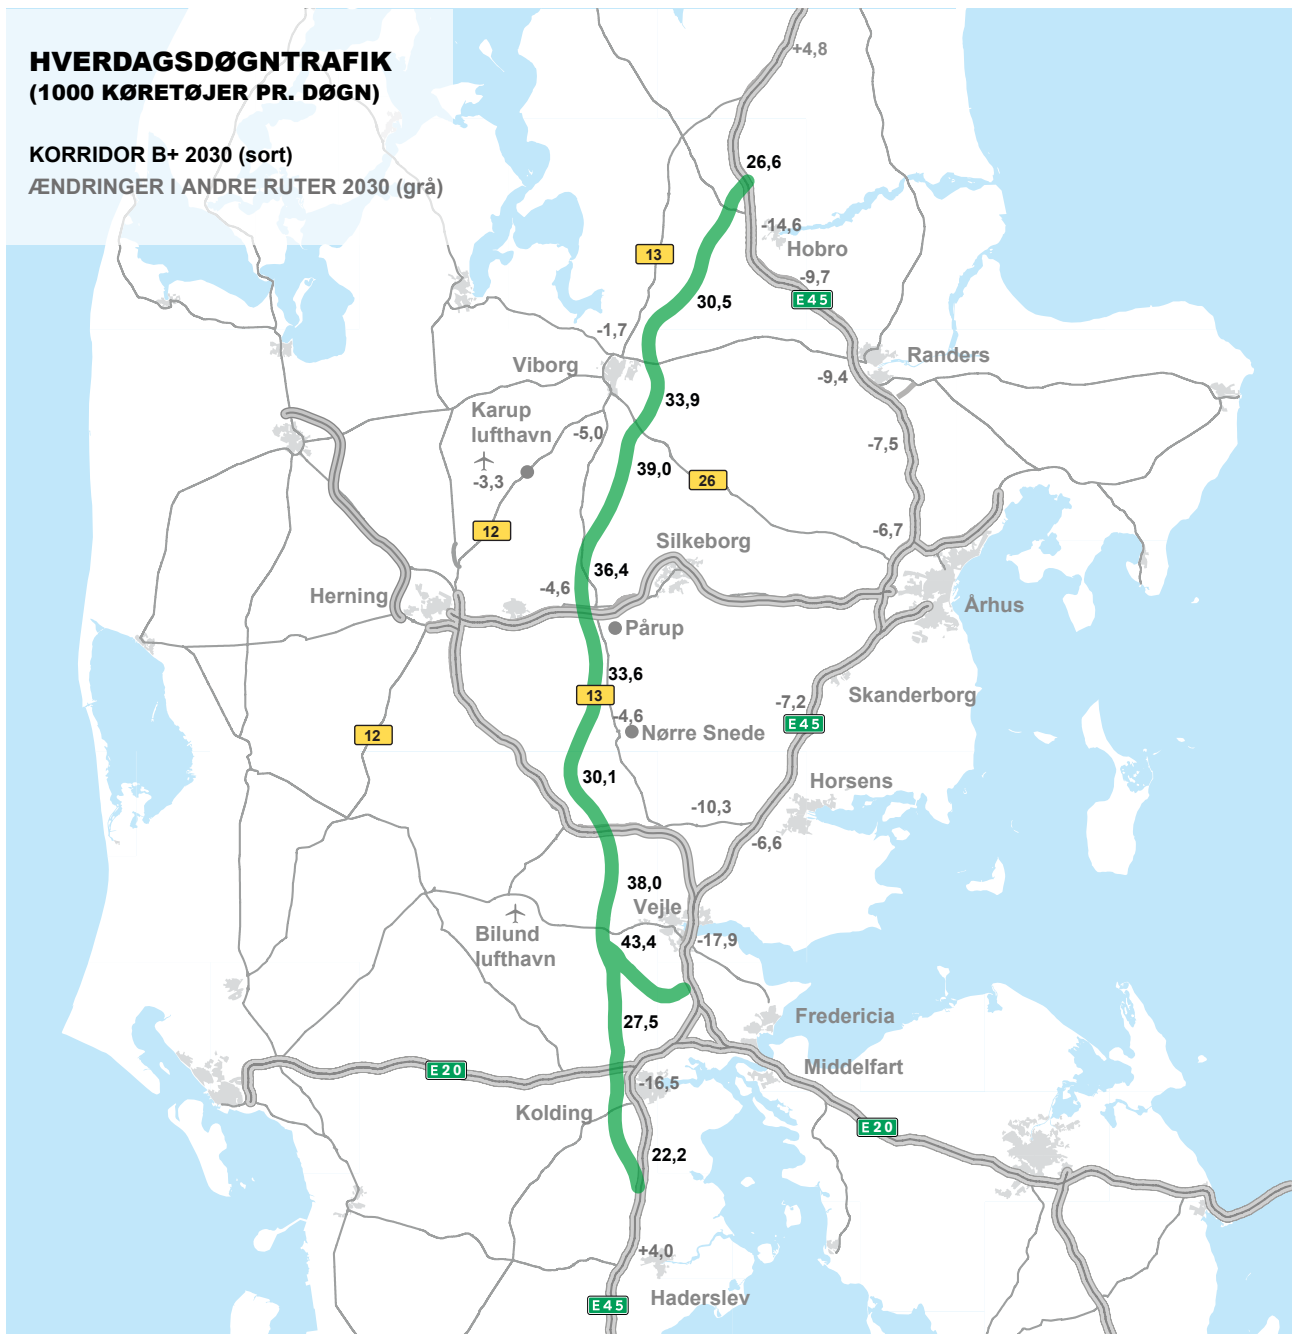 HVERDAGSDØGNTRAFIK
(1000 KØRETØJER PR. DØGN)
KORRIDOR B+ 2030 (sort)
ÆNDRINGER I ANDRE RUTER 2030 (grå)
+4,8
26,6
-14,6
Hobro
13
-9,7
E45
30,5
-1,7
Viborg
Randers
-9,4
33,9
Karup
lufthavn
-5,0
-7,5
39,0
-3,3
26
12
-6,7
Silkeborg
36,4
-4,6
Herning
Århus
Pårup
33,6
13
-4,6
Skanderborg
-7,2
E45
Nørre Snede
12
30,1
Horsens
-10,3
-6,6
38,0
Vejle
Bilund
lufthavn
43,4
-17,9
27,5
Fredericia
Middelfart
E20
-16,5
Kolding
E20
22,2
+4,0
Haderslev
E45